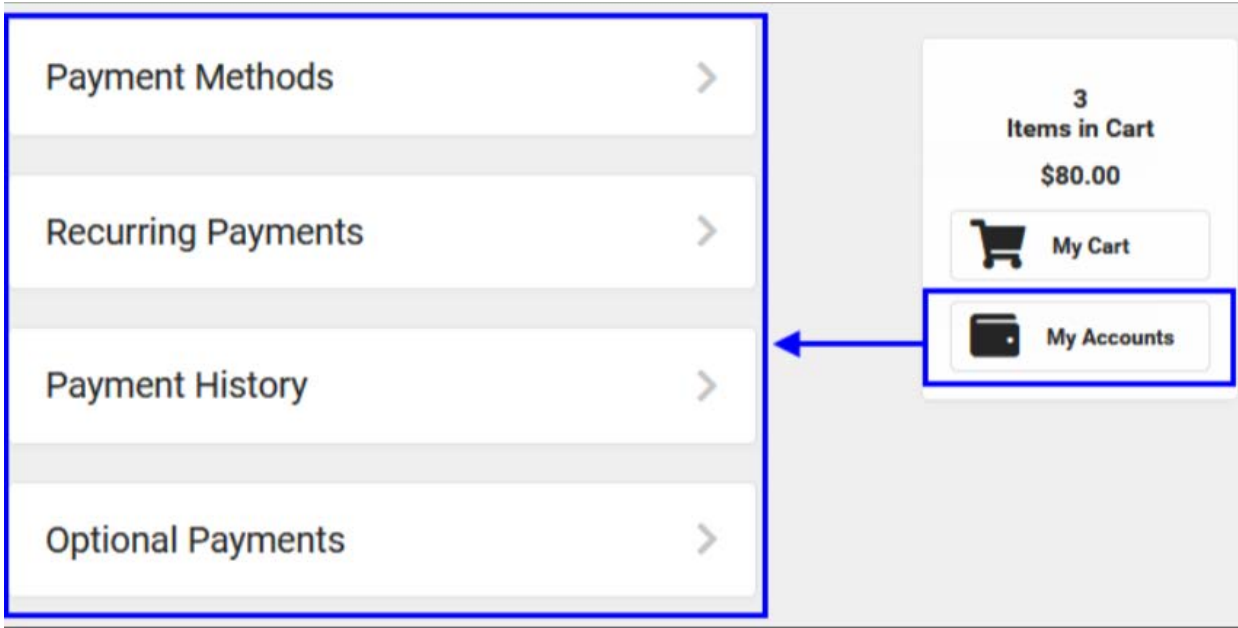 Payment Methods
Recurring Payments
Payment History
Optional Payments
3
Items in Cart
$80.00
My Cart
My Accounts